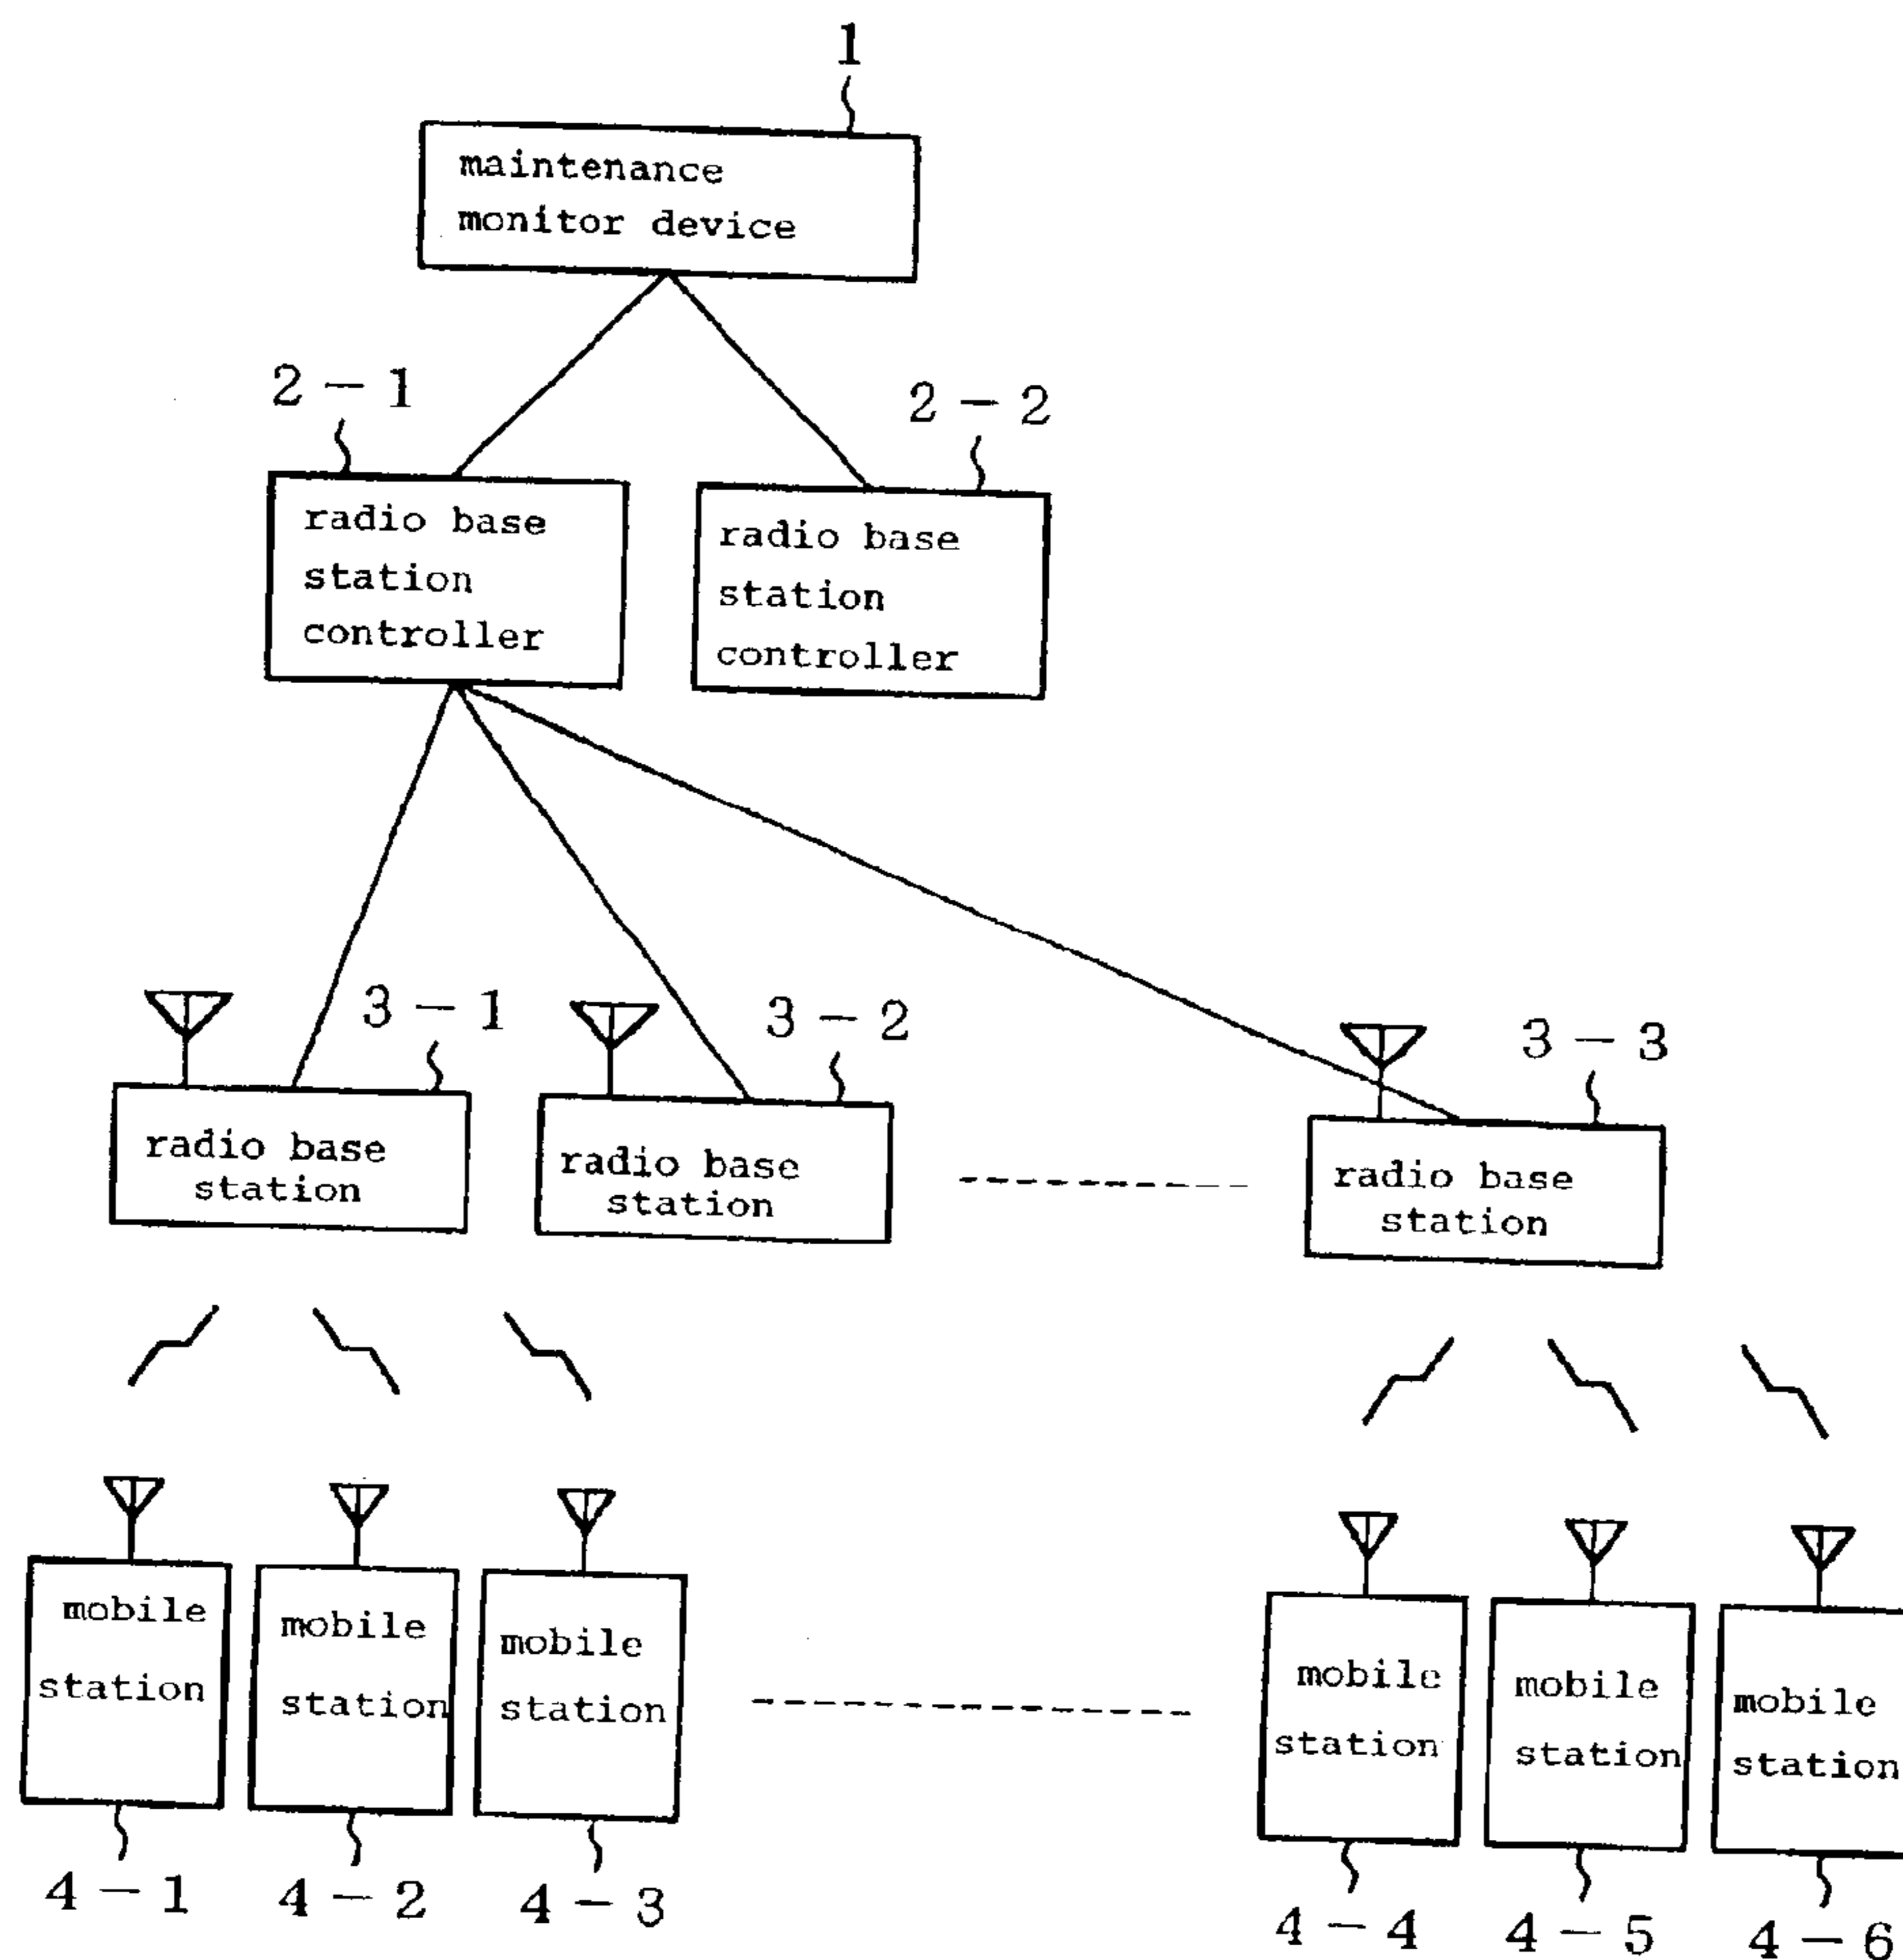 1
maintenance
monitor device
2-1
2-2
radio base
station
controller
radio base
station
controller
3-1
3-2
3-3
radio base
station
radio base
station
radio base
station
mobile
station
mobile
station
mobile
station
mobile
station
mobile
station
mobile
station
4-1
4-2
4-3
4-4
4-5
4-6